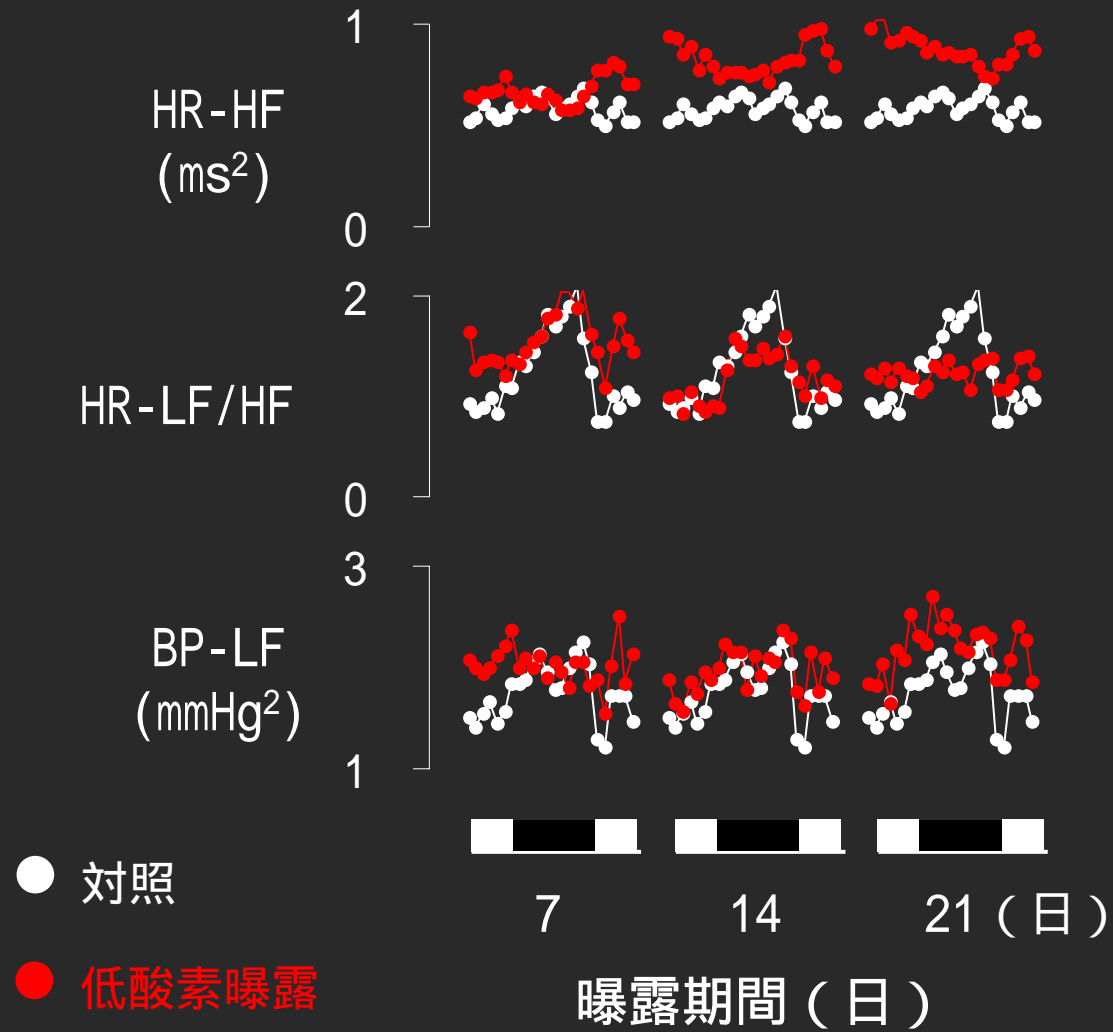 1
HR-HF
(ms²)
0
2
HR-LF/HF
0
3
BP-LF
(mmHg²)
1
対照
7 14 21（日）
低酸素曝露
曝露期間（日）